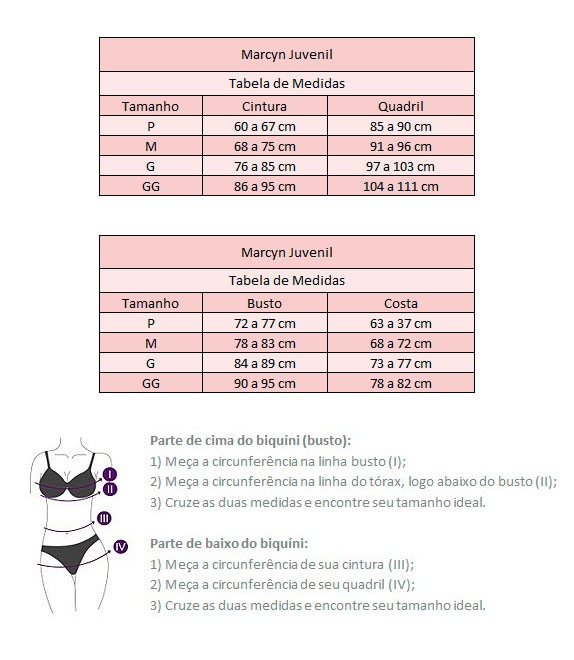 Marcyn Juvenil
Tabela de Medidas
Tamanho Cintura Quadril
P 60 a 67 cm 85 a 90 cm
M 68 a 75 cm 91 a 96 cm
G 76 a 85 cm 97 a 103 cm
GG 86 a 95 cm 104 a 111 cm
Marcyn Juvenil
Tabela de Medidas
Tamanho Busto Costa
P 72 a 77 cm 63 a 37 cm
M 78 a 83 cm 68 a 72 cm
G 84 a 89 cm 73 a 77 cm
GG 90 a 95 cm 78 a 82 cm
I
II
III
IV
Parte de cima do biquíni (busto):
1) Meça a circunferência na linha busto (I);
2) Meça a circunferência na linha do tórax, logo abaixo do busto (II);
3) Cruze as duas medidas e encontre seu tamanho ideal.
Parte de baixo do biquíni:
1) Meça a circunferência de sua cintura (III);
2) Meça a circunferência de seu quadril (IV);
3) Cruze as duas medidas e encontre seu tamanho ideal.